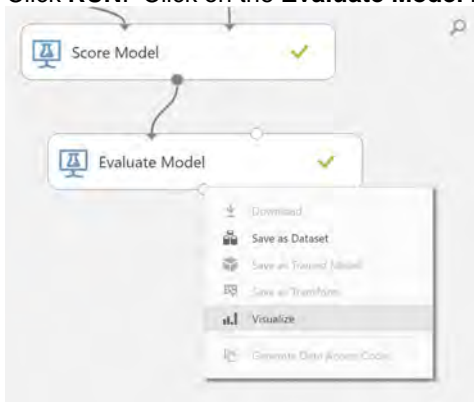 Click RUN. Click on the Evaluate Model
Score Model
Evaluate Model
Download
Save as Dataset
Save as Trained Model
Save as Transform
Visualize
Generate Data Access Code...